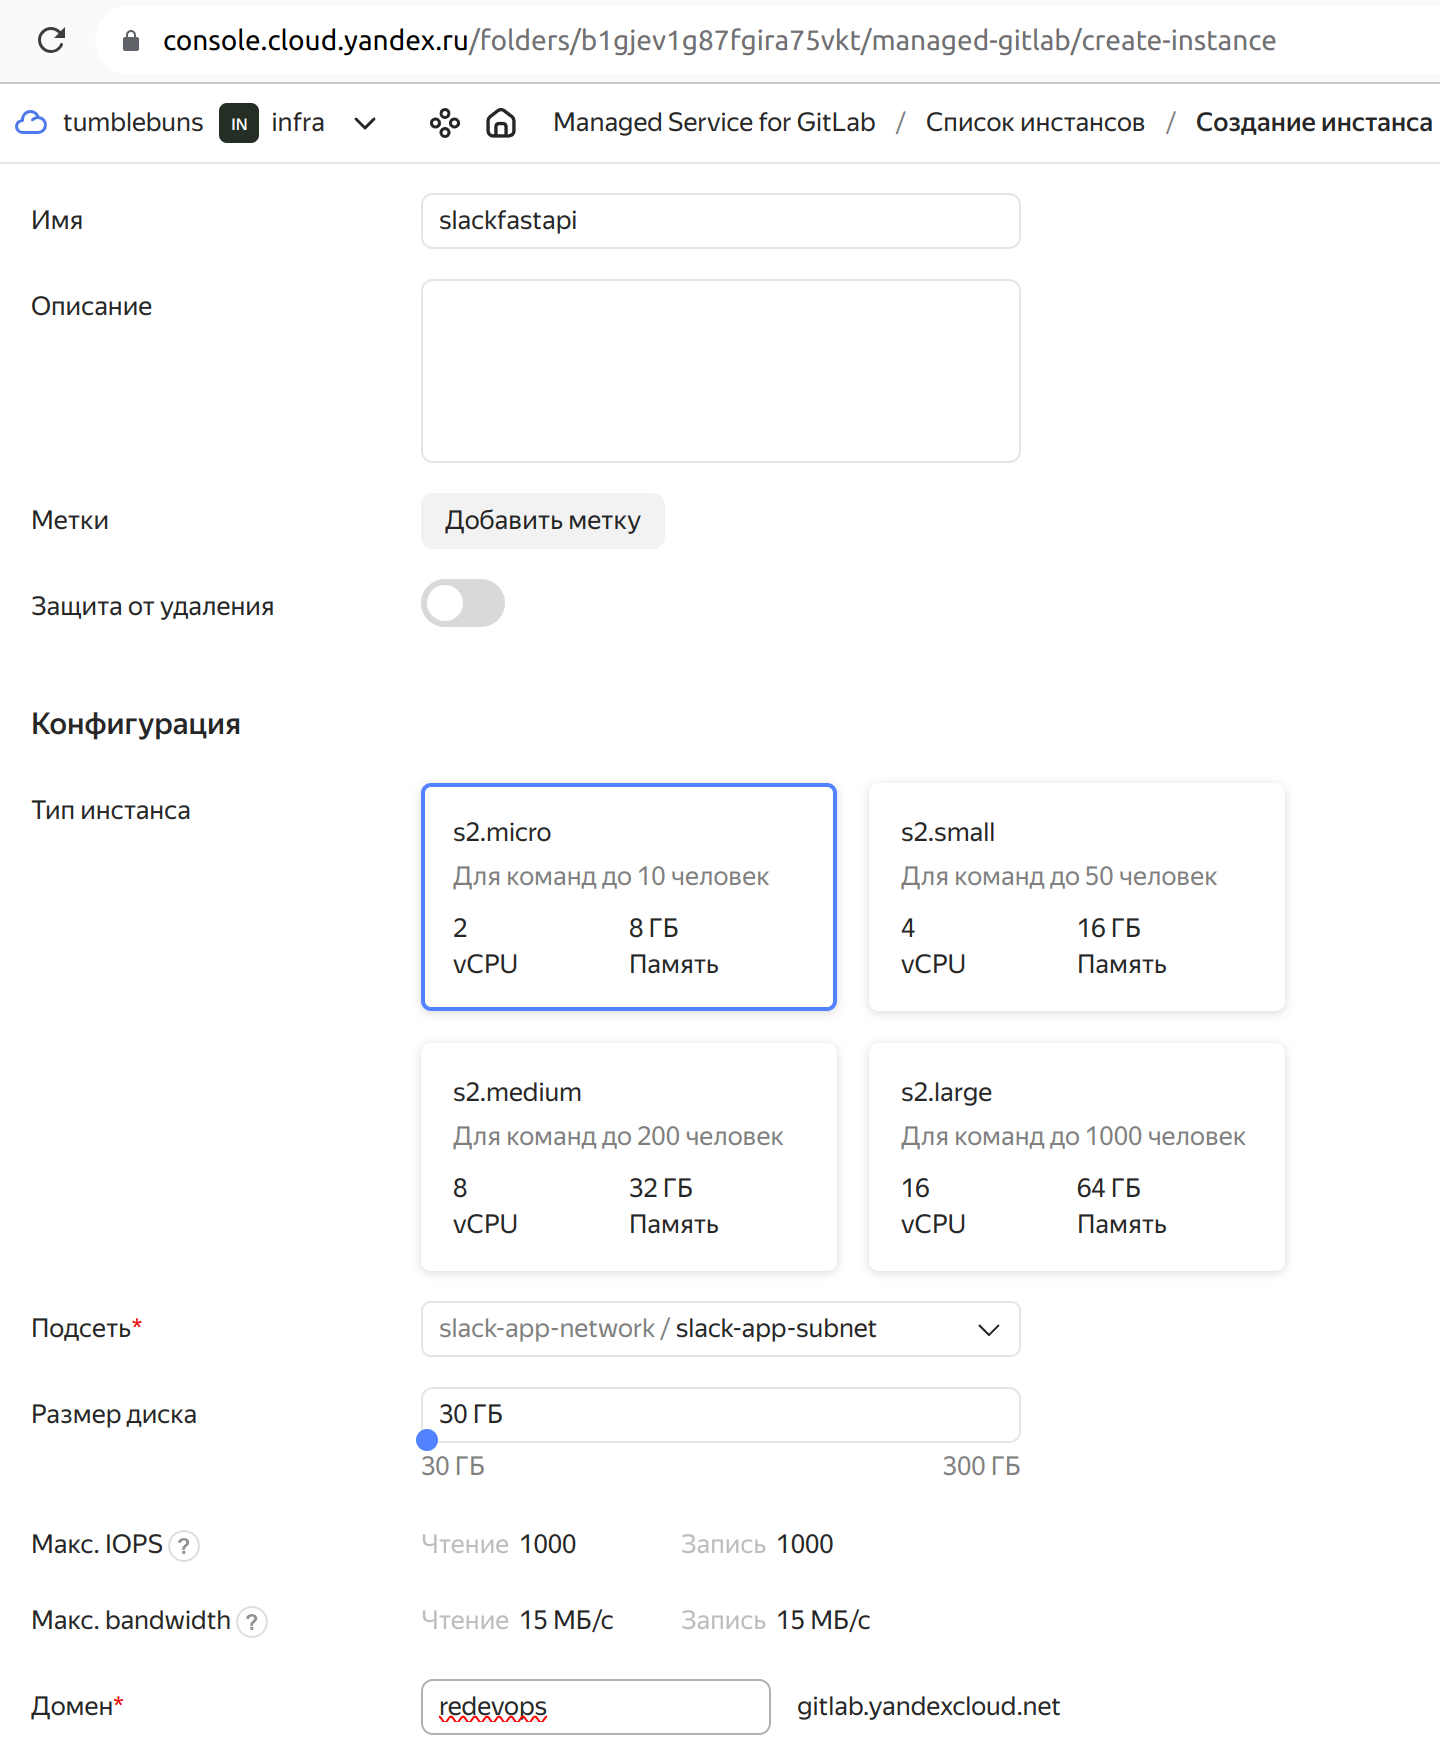 console.cloud.yandex.ru/folders/b1gjev1g87fgira75vkt/managed-gitlab/create-instance
tumblebuns IN infra Managed Service for GitLab / Список инстансов / Создание инстанса
Имя slackfastapi
Описание
Метки Добавить метку
Защита от удаления
Конфигурация
Тип инстанса
s2.micro
Для команд до 10 человек
2 8 ГБ
vCPU Память
s2.small
Для команд до 50 человек
4 16 ГБ
vCPU Память
s2.medium
Для команд до 200 человек
8 32 ГБ
vCPU Память
s2.large
Для команд до 1000 человек
16 64 ГБ
vCPU Память
Подсеть* slack-app-network / slack-app-subnet
Размер диска 30 ГБ
30 ГБ 300 ГБ
Макс. IOPS ? Чтение 1000 Запись 1000
Макс. bandwidth ? Чтение 15 МБ/с Запись 15 МБ/с
Домен* redevops gitlab.yandexcloud.net